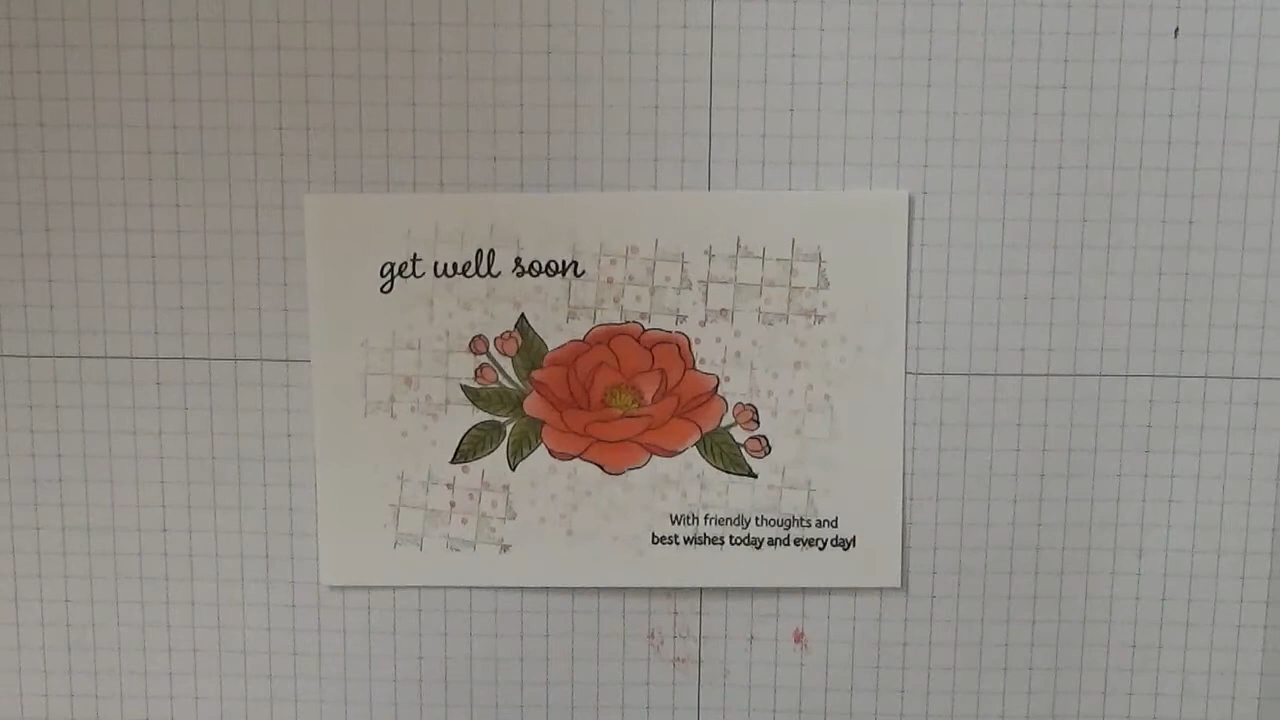 get well soon
With friendly thoughts and
best wishes today and every day!